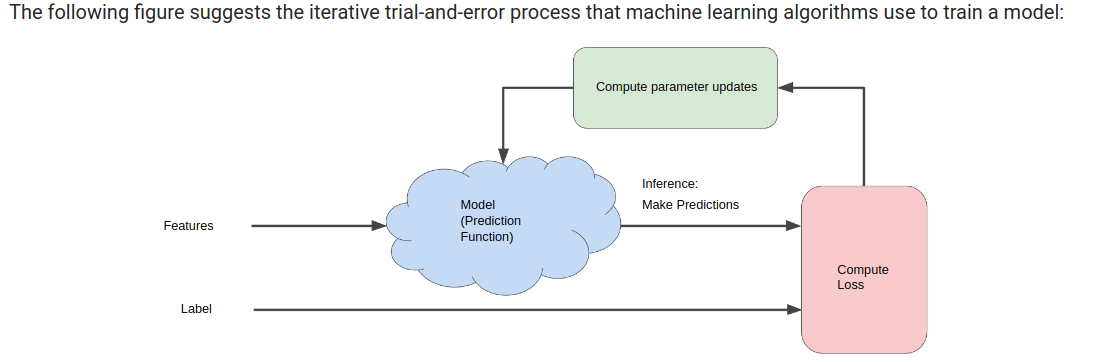 The following figure suggests the iterative trial-and-error process that machine learning algorithms use to train a model:
Compute parameter updates
Inference:
Make Predictions
Model
(Prediction
Function)
Features
Compute
Loss
Label